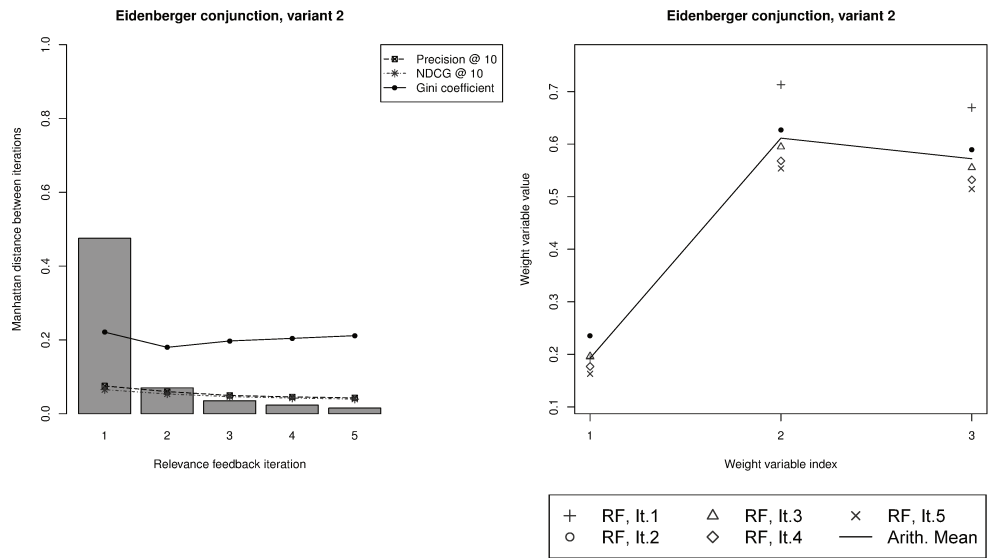 Eidenberger conjunction, variant 2
1.0
0.8
0.6
0.4
0.2
0.0
Manhattan distance between iterations
Precision @ 10
NDCG @ 10
Gini coefficient
1 2 3 4 5
Relevance feedback iteration
Eidenberger conjunction, variant 2
0.7
0.6
0.5
0.4
0.3
0.2
0.1
Weight variable value
1 2 3
Weight variable index
RF, It.1 RF, It.3 RF, It.5
RF, It.2 RF, It.4 Arith. Mean